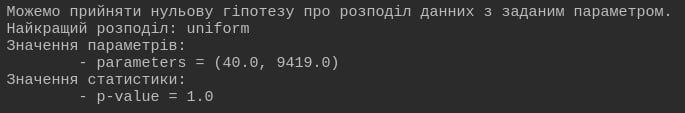 Можемо прийняти нульову гіпотезу про розподіл данних з заданим параметром.
Найкращий розподіл: uniform
Значення параметрів:
        - parameters = (40.0, 9419.0)
Значення статистики:
        - p-value = 1.0